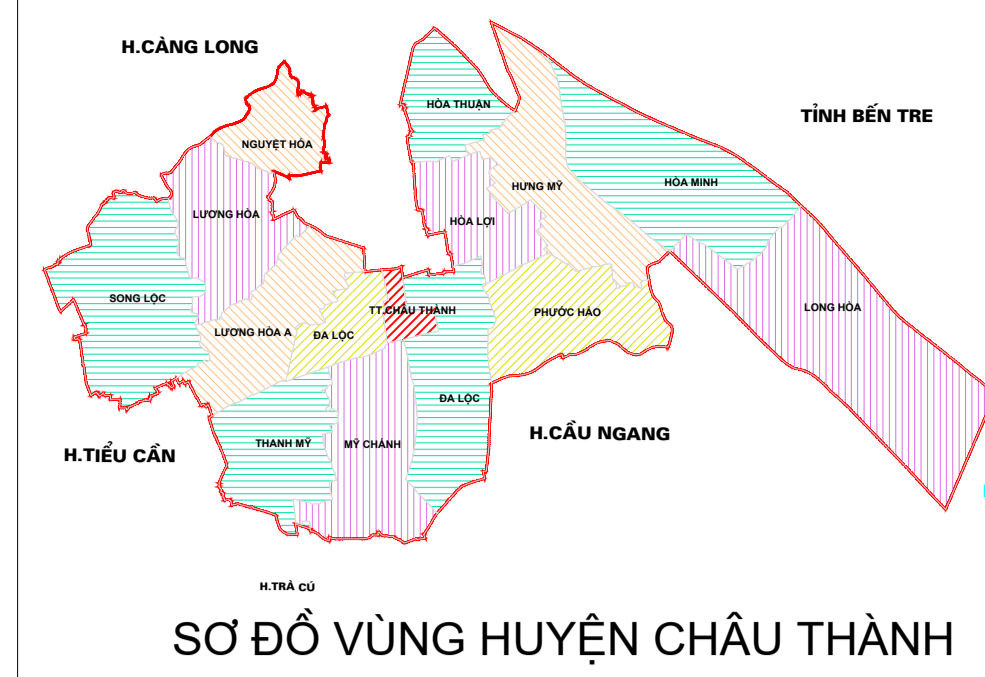 H.CÀNG LONG
TỈNH BẾN TRE
HÒA THUẬN
NGUYỆT HÓA
HÒA MINH
HƯNG MỸ
LƯƠNG HÒA
HÒA LỢI
SONG LỘC
LONG HÒA
TT.CHÂU THÀNH
PHƯỚC HẢO
LƯƠNG HÒA A
ĐA LỘC
ĐA LỘC
H.CẦU NGANG
THANH MỸ
MỸ CHÁNH
H.TIỂU CẦN
H.TRÀ CÚ
SƠ ĐỒ VÙNG HUYỆN CHÂU THÀNH